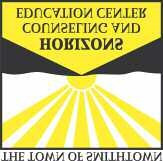 THE TOWN OF SMITHTOWN
HORIZONS
COUNSELING AND
EDUCATION CENTER